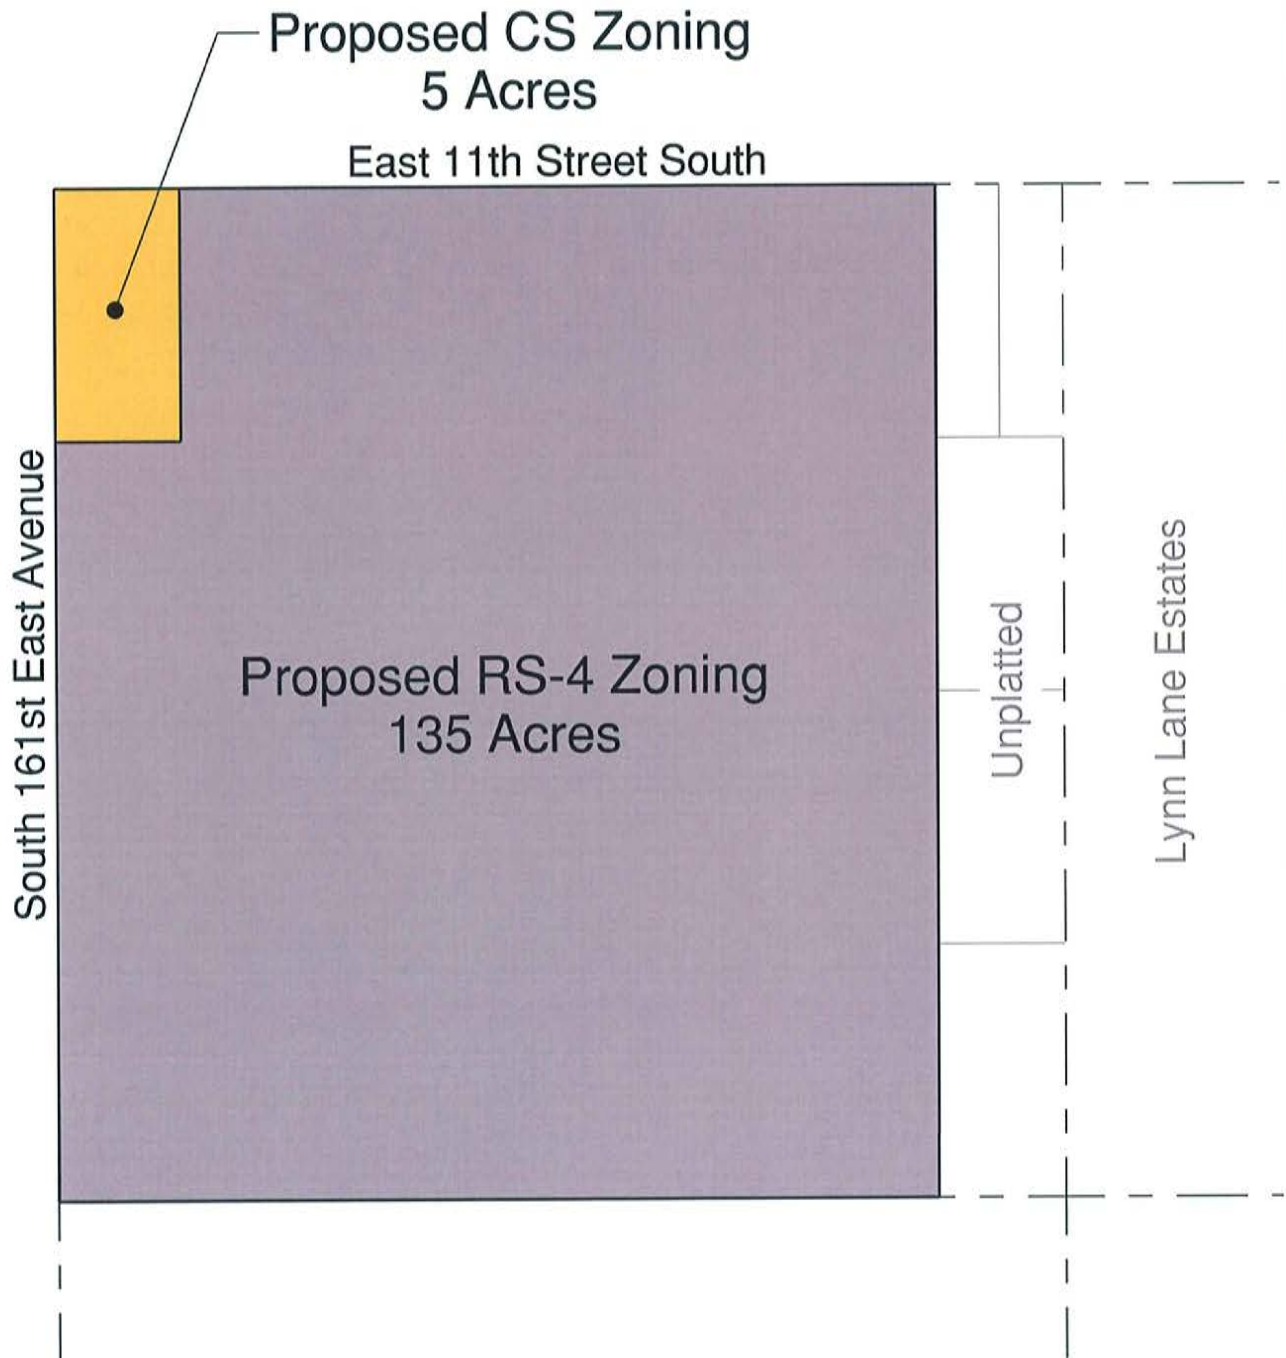 Proposed CS Zoning
5 Acres
East 11th Street South
South 161st East Avenue
Proposed RS-4 Zoning
135 Acres
Unplatted
Lynn Lane Estates